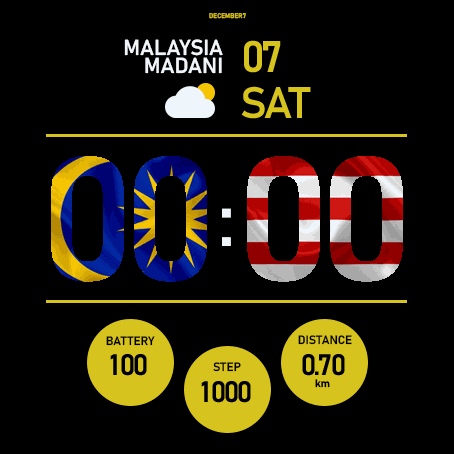 DECEMBER7
MALAYSIA
MADANI
07
SAT
00:00
BATTERY
100
STEP
1000
DISTANCE
0.70
km